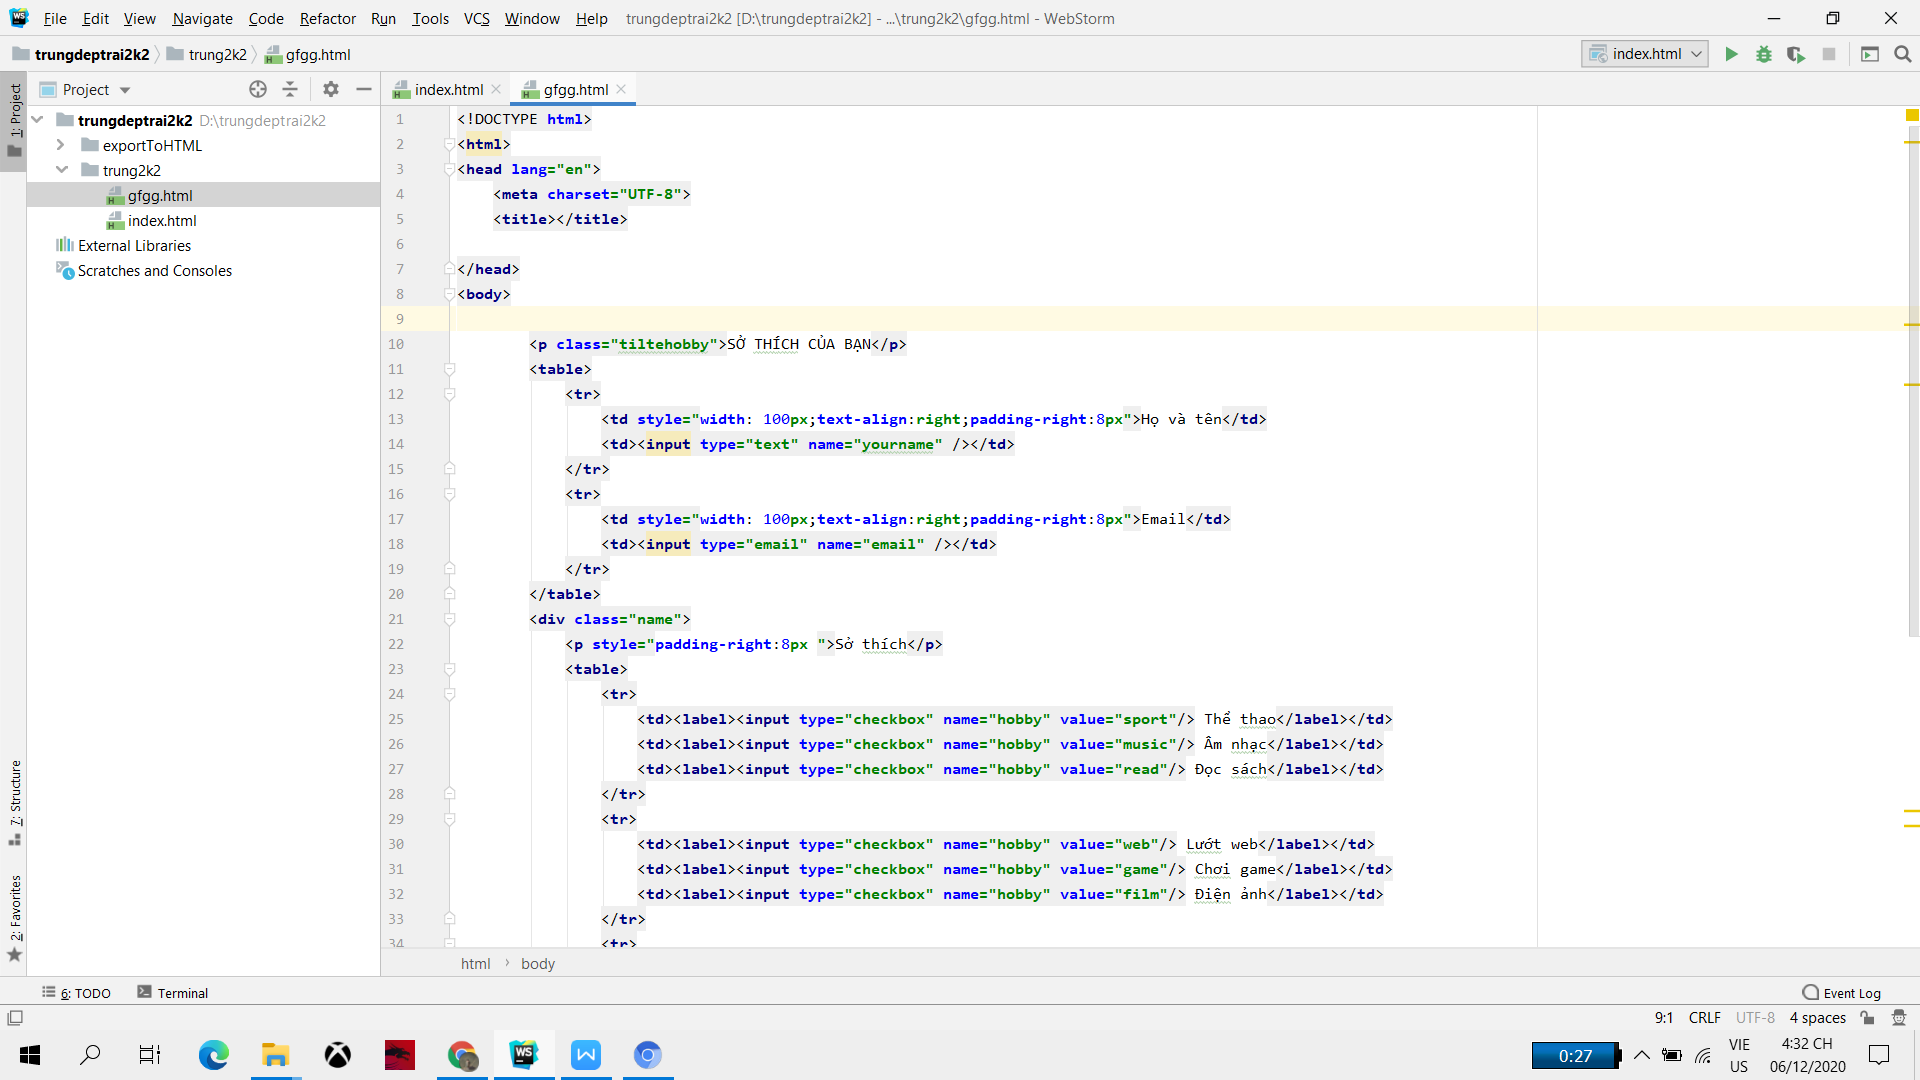 File Edit View Navigate Code Refactor Run Tools VCS Window Help trungdeptrai2k2 [D:\trungdeptrai2k2] - ...\trung2k2\gfgg.html - WebStorm
trungdeptrai2k2 trung2k2 gfgg.html index.html
1: Project
Project
index.html gfgg.html
trungdeptrai2k2 D:\trungdeptrai2k2
exportToHTML
trung2k2
gfgg.html
index.html
External Libraries
Scratches and Consoles
1 <!DOCTYPE html>
2 <html>
3 <head lang="en">
4 <meta charset="UTF-8">
5 <title></title>
6
7 </head>
8 <body>
9
10 <p class="tiltehobby">SỞ THÍCH CỦA BẠN</p>
11 <table>
12 <tr>
13 <td style="width: 100px;text-align:right;padding-right:8px">Họ và tên</td>
14 <td><input type="text" name="yourname" /></td>
15 </tr>
16 <tr>
17 <td style="width: 100px;text-align:right;padding-right:8px">Email</td>
18 <td><input type="email" name="email" /></td>
19 </tr>
20 </table>
21 <div class="name">
22 <p style="padding-right:8px ">Sở thích</p>
23 <table>
24 <tr>
25 <td><label><input type="checkbox" name="hobby" value="sport"/> Thể thao</label></td>
26 <td><label><input type="checkbox" name="hobby" value="music"/> Âm nhạc</label></td>
27 <td><label><input type="checkbox" name="hobby" value="read"/> Đọc sách</label></td>
28 </tr>
29 <tr>
30 <td><label><input type="checkbox" name="hobby" value="web"/> Lướt web</label></td>
31 <td><label><input type="checkbox" name="hobby" value="game"/> Chơi game</label></td>
32 <td><label><input type="checkbox" name="hobby" value="film"/> Điện ảnh</label></td>
33 </tr>
34 <tr>
7: Structure
2: Favorites
html body
6: TODO Terminal Event Log
9:1 CRLF UTF-8 4 spaces
0:27
VIE
US
4:32 CH
06/12/2020